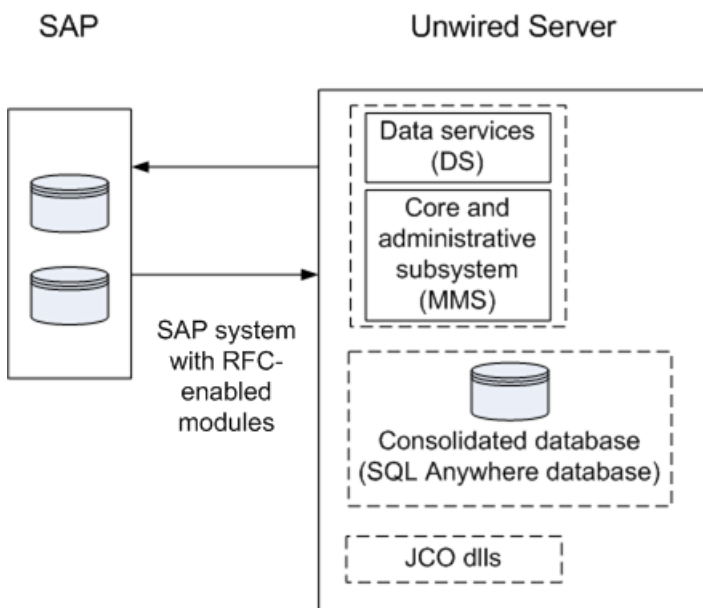 SAP
Unwired Server
Data services
(DS)
Core and
administrative
subsystem
(MMS)
SAP system
with RFC-
enabled
modules
Consolidated database
(SQL Anywhere database)
JCO dlls